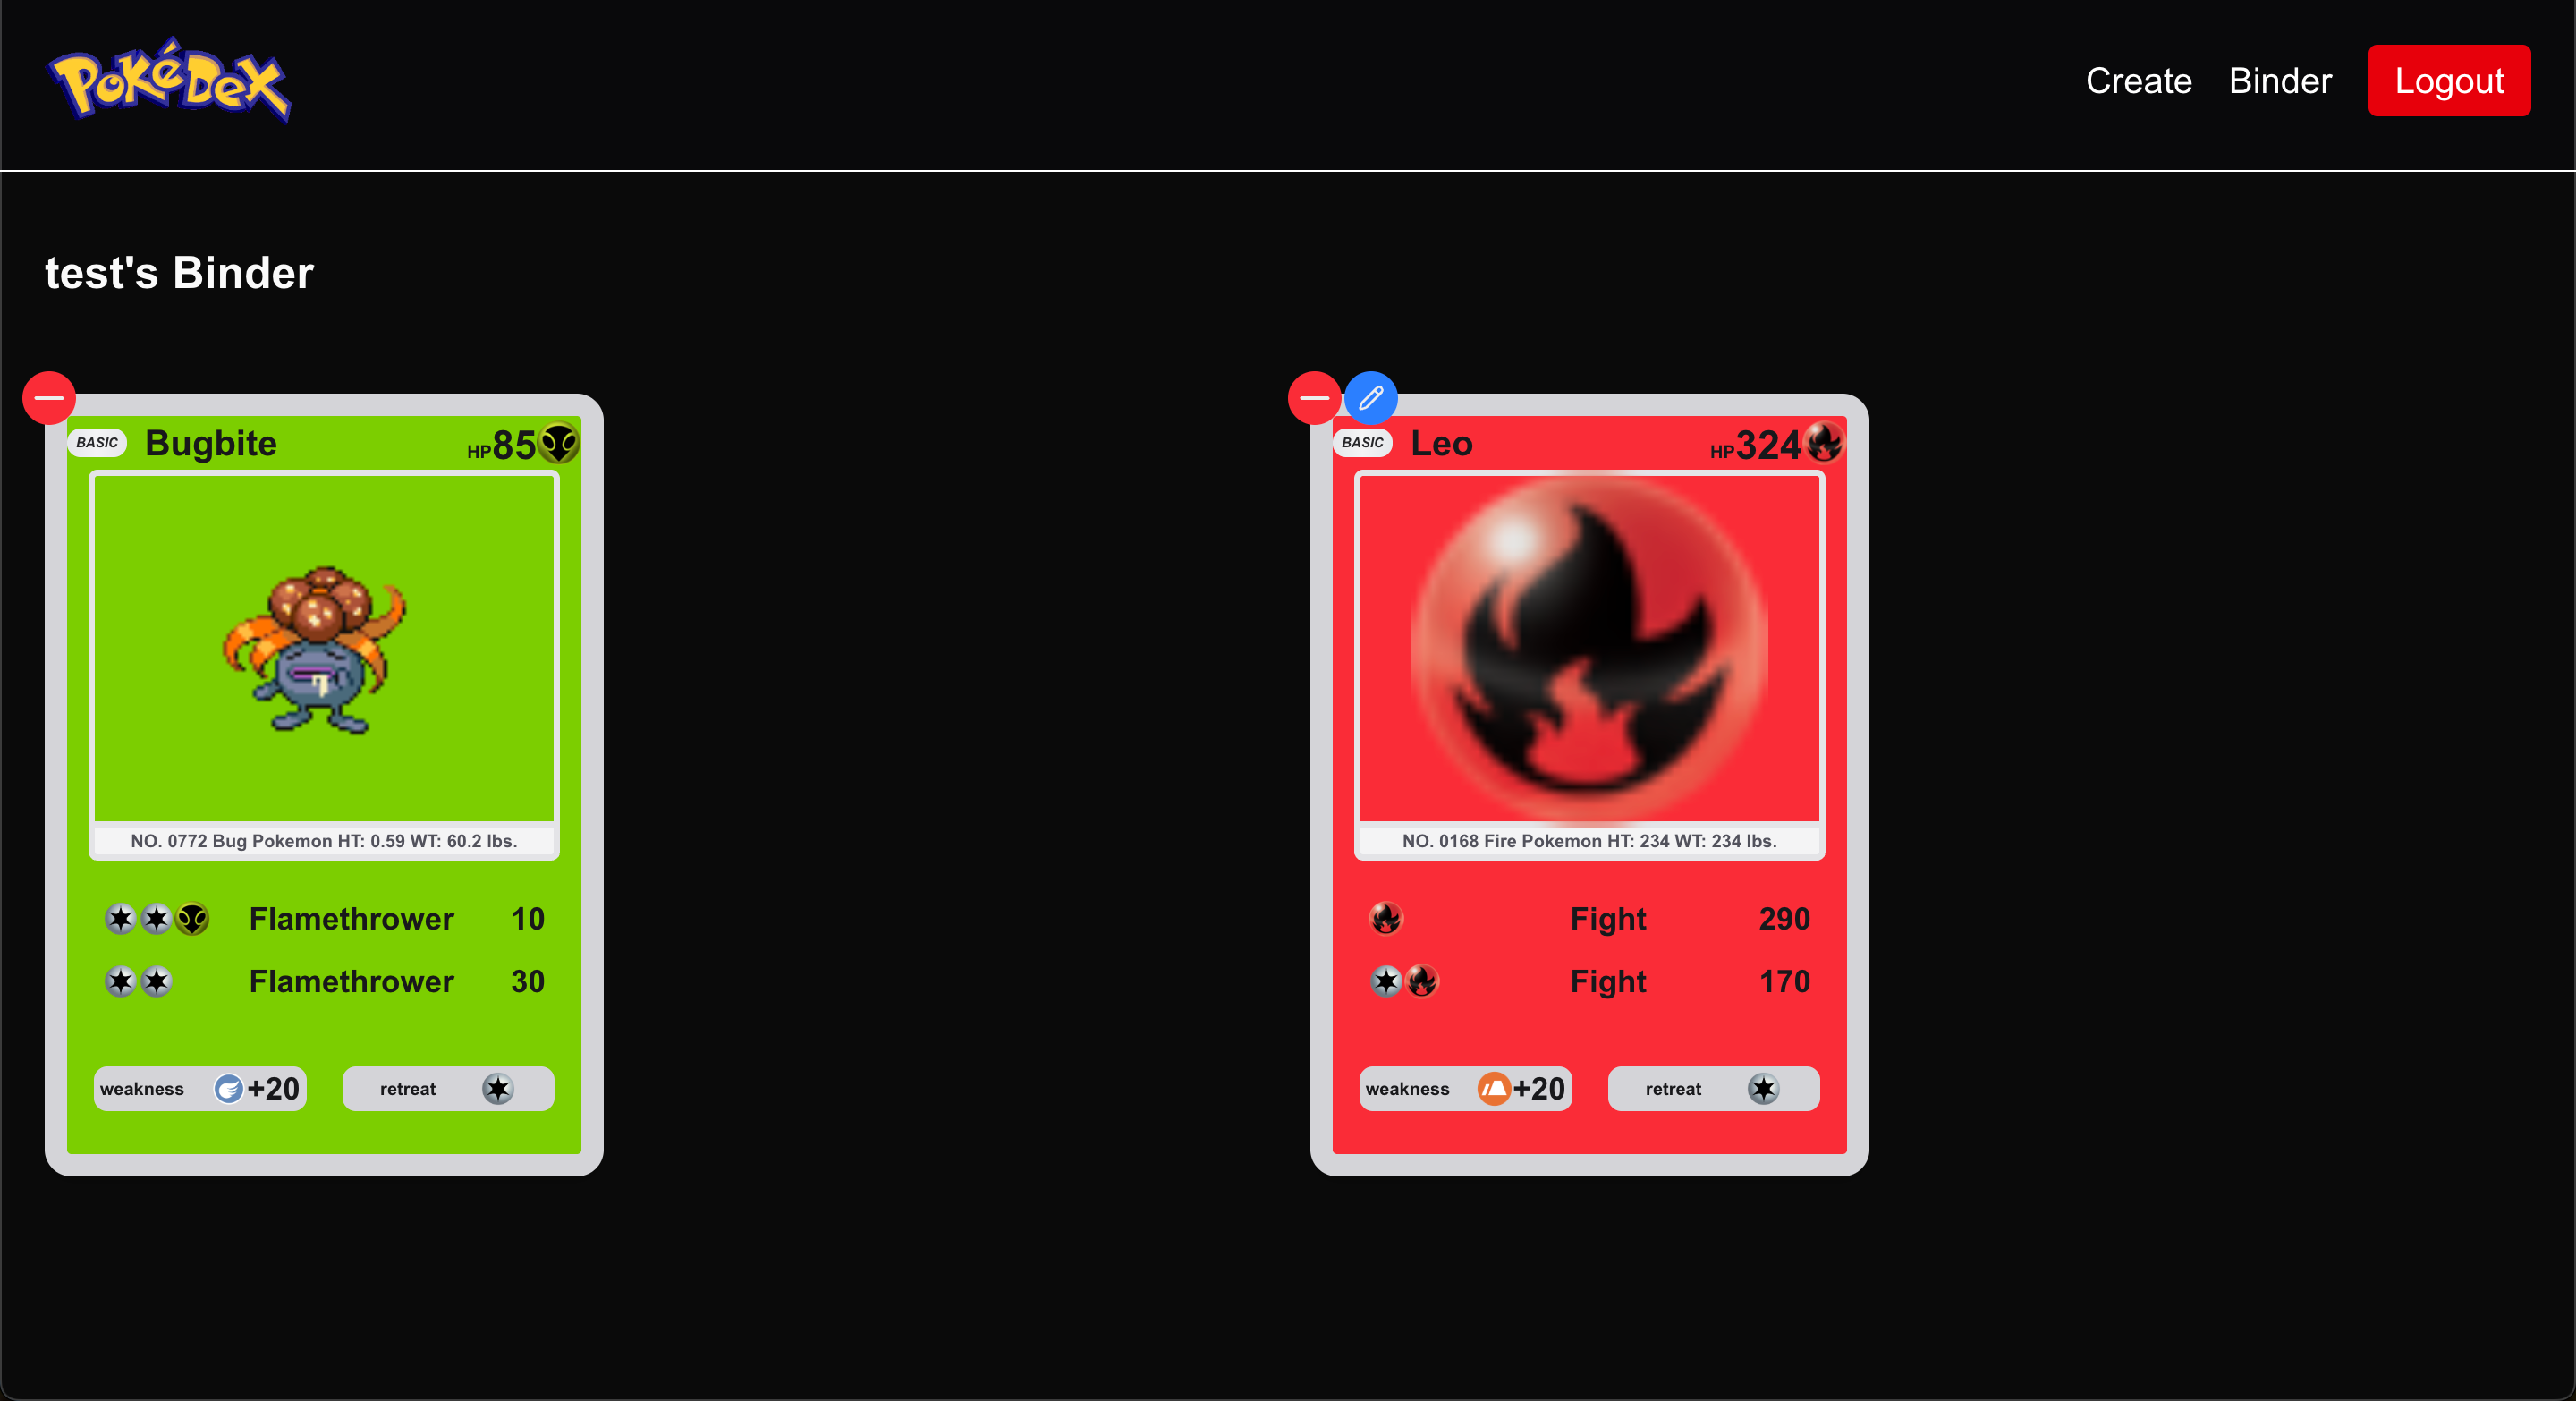 PokéDex
Create Binder Logout
test's Binder
BASIC Bugbite HP85
NO. 0772 Bug Pokemon HT: 0.59 WT: 60.2 lbs.
Flamethrower 10
Flamethrower 30
weakness +20 retreat
BASIC Leo HP324
NO. 0168 Fire Pokemon HT: 234 WT: 234 lbs.
Fight 290
Fight 170
weakness +20 retreat